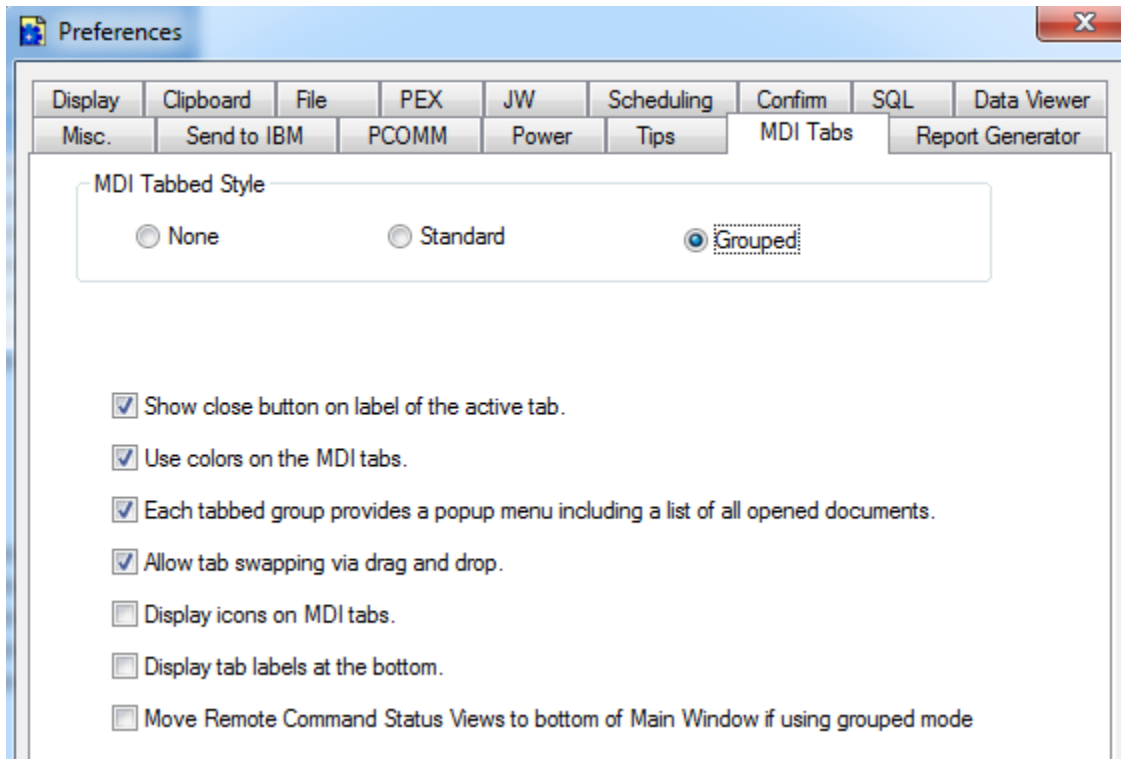 Preferences
Display Clipboard File PEX JW Scheduling Confirm SQL Data Viewer
Misc. Send to IBM PCOMM Power Tips MDI Tabs Report Generator
MDI Tabbed Style
None Standard Grouped
Show close button on label of the active tab.
Use colors on the MDI tabs.
Each tabbed group provides a popup menu including a list of all opened documents.
Allow tab swapping via drag and drop.
Display icons on MDI tabs.
Display tab labels at the bottom.
Move Remote Command Status Views to bottom of Main Window if using grouped mode